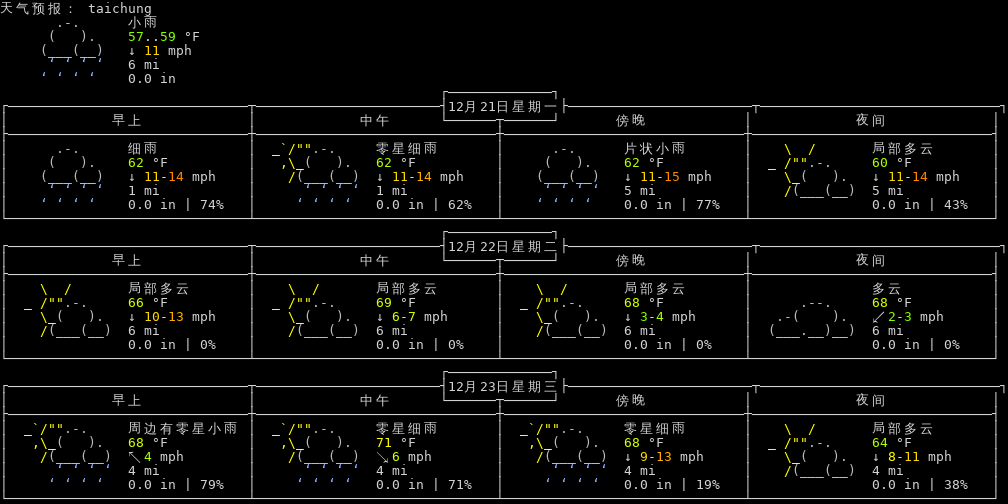 天气预报： taichung
小雨
57..59 °F
↓ 11 mph
6 mi
0.0 in
12月21日星期一
早上 中午 傍晚 夜间
细雨 零星细雨 片状小雨 局部多云
62 °F 62 °F 62 °F 60 °F
↓ 11-14 mph ↓ 11-14 mph ↓ 11-15 mph ↓ 11-14 mph
1 mi 1 mi 5 mi 5 mi
0.0 in | 74% 0.0 in | 62% 0.0 in | 77% 0.0 in | 43%
12月22日星期二
早上 中午 傍晚 夜间
局部多云 局部多云 局部多云 多云
66 °F 69 °F 68 °F 68 °F
↓ 10-13 mph ↓ 6-7 mph ↓ 3-4 mph ↙ 2-3 mph
6 mi 6 mi 6 mi 6 mi
0.0 in | 0% 0.0 in | 0% 0.0 in | 0% 0.0 in | 0%
12月23日星期三
早上 中午 傍晚 夜间
周边有零星小雨 零星细雨 零星细雨 局部多云
68 °F 71 °F 68 °F 64 °F
↖ 4 mph ↘ 6 mph ↓ 9-13 mph ↓ 8-11 mph
4 mi 4 mi 4 mi 4 mi
0.0 in | 79% 0.0 in | 71% 0.0 in | 19% 0.0 in | 38%